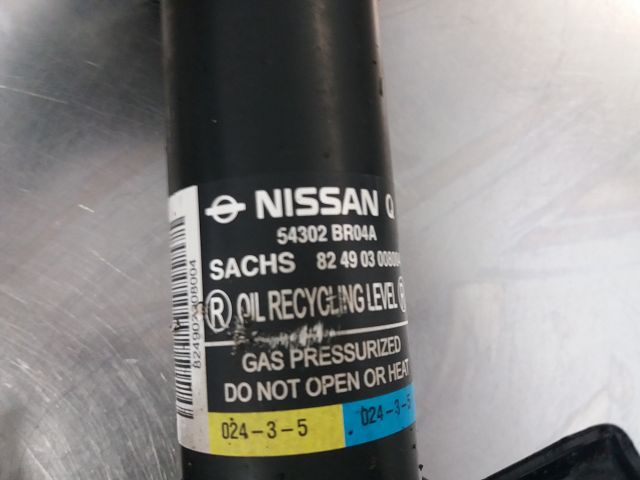 NISSAN Q
54302 BR04A
SACHS 82 49 03 008004
Ⓡ OIL RECYCLING LEVEL Ⓡ
GAS PRESSURIZED
DO NOT OPEN OR HEAT
024-3-5 024-3-5